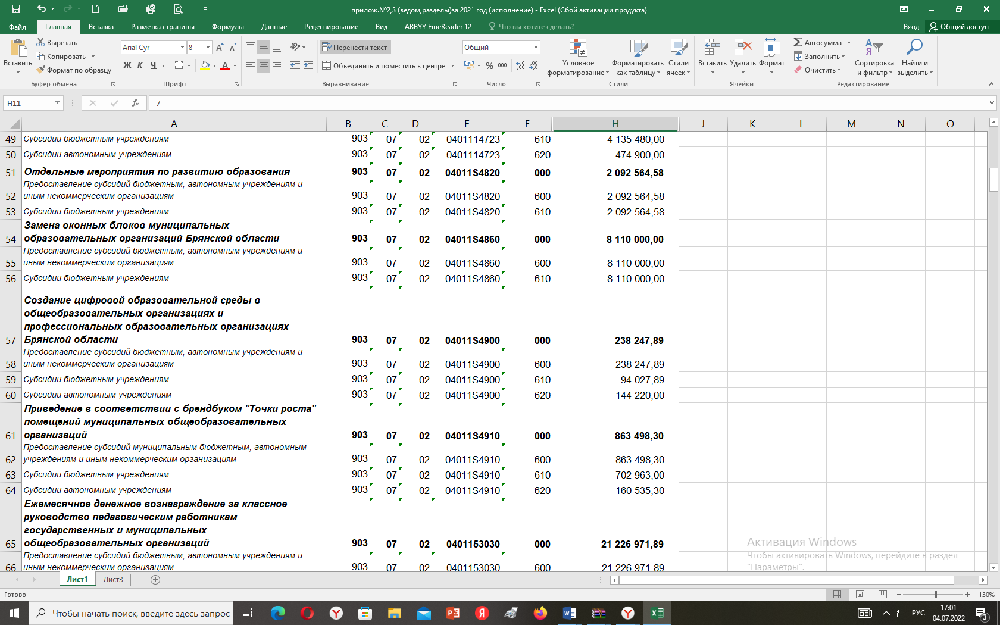 прилож.№2,3 (ведом,разделы)за 2021 год (исполнение) - Excel (Сбой активации продукта)
Файл Главная Вставка Разметка страницы Формулы Данные Рецензирование Вид ABBYY FineReader 12 Что вы хотите сделать? Вход Общий доступ
Вставить
Вырезать
Копировать
Формат по образцу
Буфер обмена
Arial Cyr 8
Ж К Ч
Шрифт
Перенести текст
Объединить и поместить в центре
Выравнивание
Общий
% 000
Число
Условное форматирование
Форматировать как таблицу
Стили ячеек
Стили
Вставить Удалить Формат
Ячейки
Автосумма
Заполнить
Очистить
Сортировка и фильтр
Найти и выделить
Редактирование
H11 fx 7
A B C D E F H J K L M N O
49 Субсидии бюджетным учреждениям 903 07 02 0401114723 610 4 135 480,00
50 Субсидии автономным учреждениям 903 07 02 0401114723 620 474 900,00
51 Отдельные мероприятия по развитию образования 903 07 02 04011S4820 000 2 092 564,58
Предоставление субсидий бюджетным, автономным учреждениям и
52 иным некоммерческим организациям 903 07 02 04011S4820 600 2 092 564,58
53 Субсидии бюджетным учреждениям 903 07 02 04011S4820 610 2 092 564,58
Замена оконных блоков муниципальных
54 образовательных организаций Брянской области 903 07 02 04011S4860 000 8 110 000,00
Предоставление субсидий бюджетным, автономным учреждениям и
55 иным некоммерческим организациям 903 07 02 04011S4860 600 8 110 000,00
56 Субсидии бюджетным учреждениям 903 07 02 04011S4860 610 8 110 000,00
Создание цифровой образовательной среды в
общеобразовательных организациях и
профессиональных образовательных организациях
57 Брянской области 903 07 02 04011S4900 000 238 247,89
Предоставление субсидий бюджетным, автономным учреждениям и
58 иным некоммерческим организациям 903 07 02 04011S4900 600 238 247,89
59 Субсидии бюджетным учреждениям 903 07 02 04011S4900 610 94 027,89
60 Субсидии автономным учреждениям 903 07 02 04011S4900 620 144 220,00
Приведение в соответствии с брендбуком "Точки роста"
помещений муниципальных общеобразовательных
61 организаций 903 07 02 04011S4910 000 863 498,30
Предоставление субсидий муниципальным бюджетным, автономным
62 учреждениям и иным некоммерческим организациям 903 07 02 04011S4910 600 863 498,30
63 Субсидии бюджетным учреждениям 903 07 02 04011S4910 610 702 963,00
64 Субсидии автономным учреждениям 903 07 02 04011S4910 620 160 535,30
Ежемесячное денежное вознаграждение за классное
руководство педагогическим работникам
государственных и муниципальных
65 общеобразовательных организаций 903 07 02 0401153030 000 21 226 971,89
Предоставление субсидий бюджетным, автономным учреждениям и
66 иным некоммерческим организациям 903 07 02 0401153030 600 21 226 971,89
Активация Windows
Чтобы активировать Windows, перейдите в раздел
"Параметры".
Лист1 Лист3
Готово 130%
Чтобы начать поиск, введите здесь запрос
РУС 17:01
04.07.2022 3